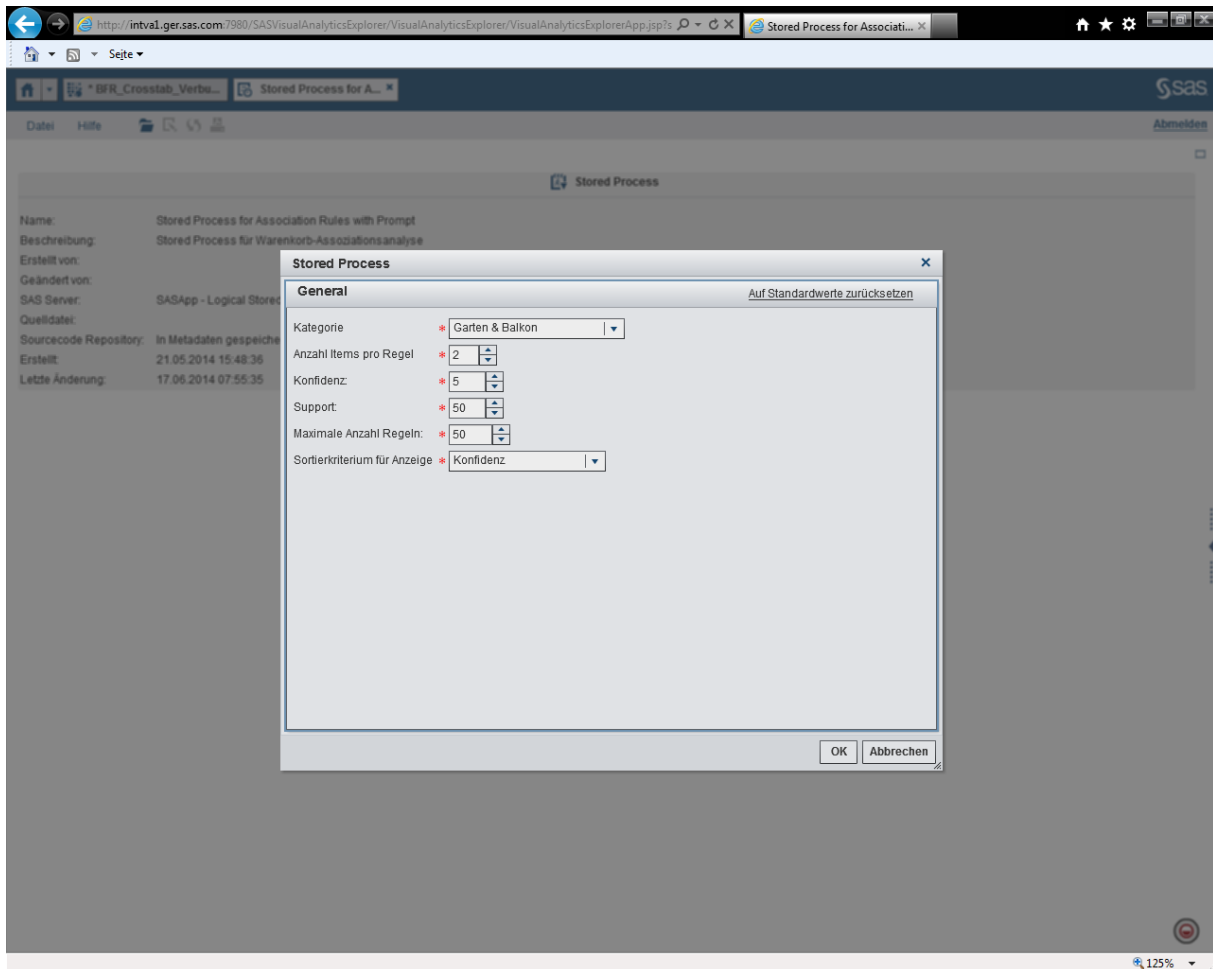 http://intva1.ger.sas.com:7980/SASVisualAnalyticsExplorer/VisualAnalyticsExplorer/VisualAnalyticsExplorerApp.jsp?s
Stored Process for Associati...
Seite
* BFR_Crosstab_Verbu...
Stored Process for A...
sas
Datei Hilfe
Abmelden
Stored Process
Name: Stored Process for Association Rules with Prompt
Beschreibung: Stored Process für Warenkorb-Assoziationsanalyse
Erstellt von:
Geändert von:
SAS Server: SASApp - Logical Stored
Quelldatei:
Sourcecode Repository: In Metadaten gespeiche
Erstellt: 21.05.2014 15:48:36
Letzte Änderung: 17.06.2014 07:55:35
Stored Process
General
Auf Standardwerte zurücksetzen
Kategorie * Garten & Balkon
Anzahl Items pro Regel * 2
Konfidenz: * 5
Support: * 50
Maximale Anzahl Regeln: * 50
Sortierkriterium für Anzeige * Konfidenz
OK Abbrechen
125%